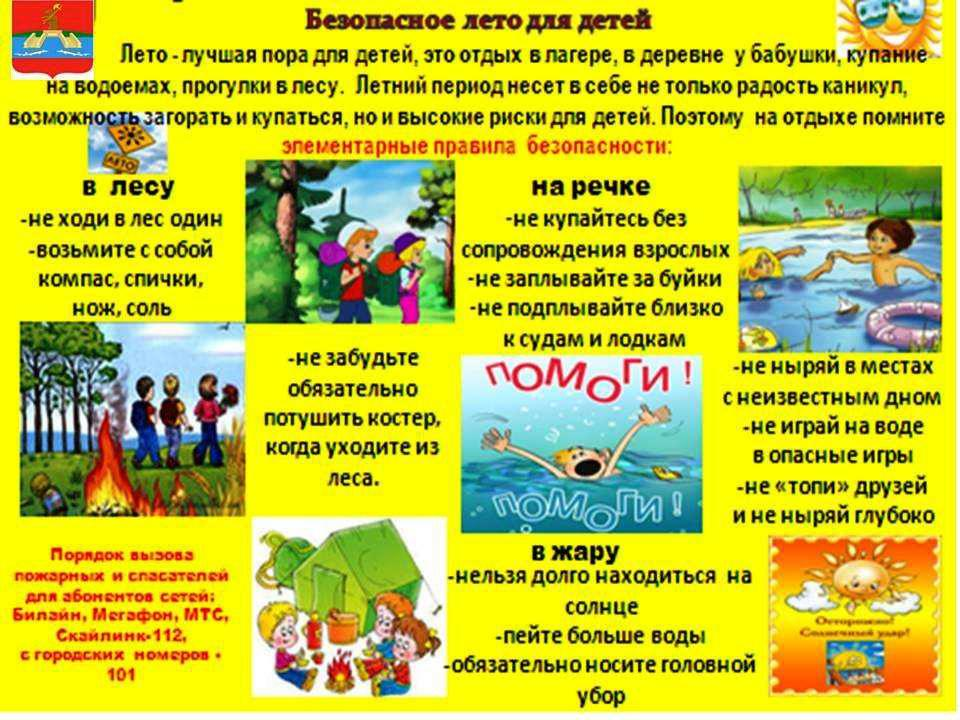 Безопасное лето для детей
Лето - лучшая пора для детей, это отдых в лагере, в деревне у бабушки, купание
на водоемах, прогулки в лесу. Летний период несет в себе не только радость каникул,
возможность загорать и купаться, но и высокие риски для детей. Поэтому на отдыхе помните
элементарные правила безопасности:
ЛЕТО
в лесу
-не ходи в лес один
-возьмите с собой
компас, спички,
нож, соль
-не забудьте
обязательно
потушить костер,
когда уходите из
леса.
на речке
-не купайтесь без
сопровождения взрослых
-не заплывайте за буйки
-не подплывайте близко
к судам и лодкам
ПОМОГИ!
ПОМОГИ!
-не ныряй в местах
с неизвестным дном
-не играй на воде
в опасные игры
-не «топи» друзей
и не ныряй глубоко
Порядок вызова
пожарных и спасателей
для абонентов сетей:
Билайн, Мегафон, МТС,
Скайлинк-112,
с городских номеров -
101
в жару
-нельзя долго находиться на
солнце
-пейте больше воды
-обязательно носите головной
убор
Осторожно!
Солнечный удар!